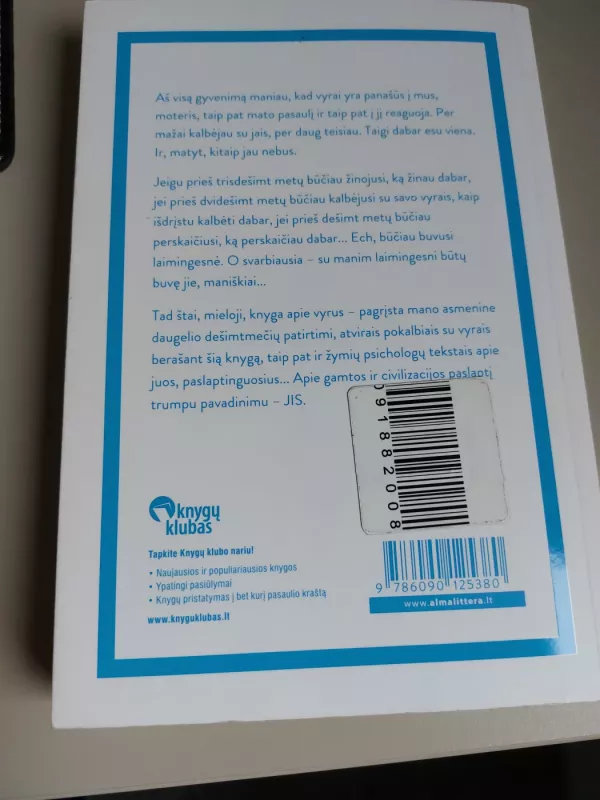 Aš visą gyvenimą maniau, kad vyrai yra panašūs į mus,
moteris, taip pat mato pasaulį ir taip pat į jį reaguoja. Per
mažai kalbėjau su jais, per daug teisiau. Taigi dabar esu viena.
Ir, matyt, kitaip jau nebus.
Jeigu prieš trisdešimt metų būčiau žinojusi, ką žinau dabar,
jei prieš dvidešimt metų būčiau kalbėjusi su savo vyrais, kaip
išdrįstu kalbėti dabar, jei prieš dešimt metų būčiau
perskaičiusi, ką perskaičiau dabar... Ech, būčiau buvusi
laimingesnė. O svarbiausia – su manim laimingesni būtų
buvę jie, maniškiai...
Tad štai, mieloji, knyga apie vyrus – pagrįsta mano asmenine
daugelio dešimtmečių patirtimi, atvirais pokalbiais su vyrais
berašant šią knygą, taip pat ir žymių psichologų tekstais apie
juos, paslaptinguosius... Apie gamtos ir civilizacijos paslaptį
trumpu pavadinimu – JIS.
091882008
knygų
klubas
Tapkite Knygų klubo nariu!
• Naujausios ir populiariausios knygos
• Ypatingi pasiūlymai
• Knygų pristatymas į bet kurį pasaulio kraštą
www.knyguklubas.lt
9 786090 125380
www.almalittera.lt